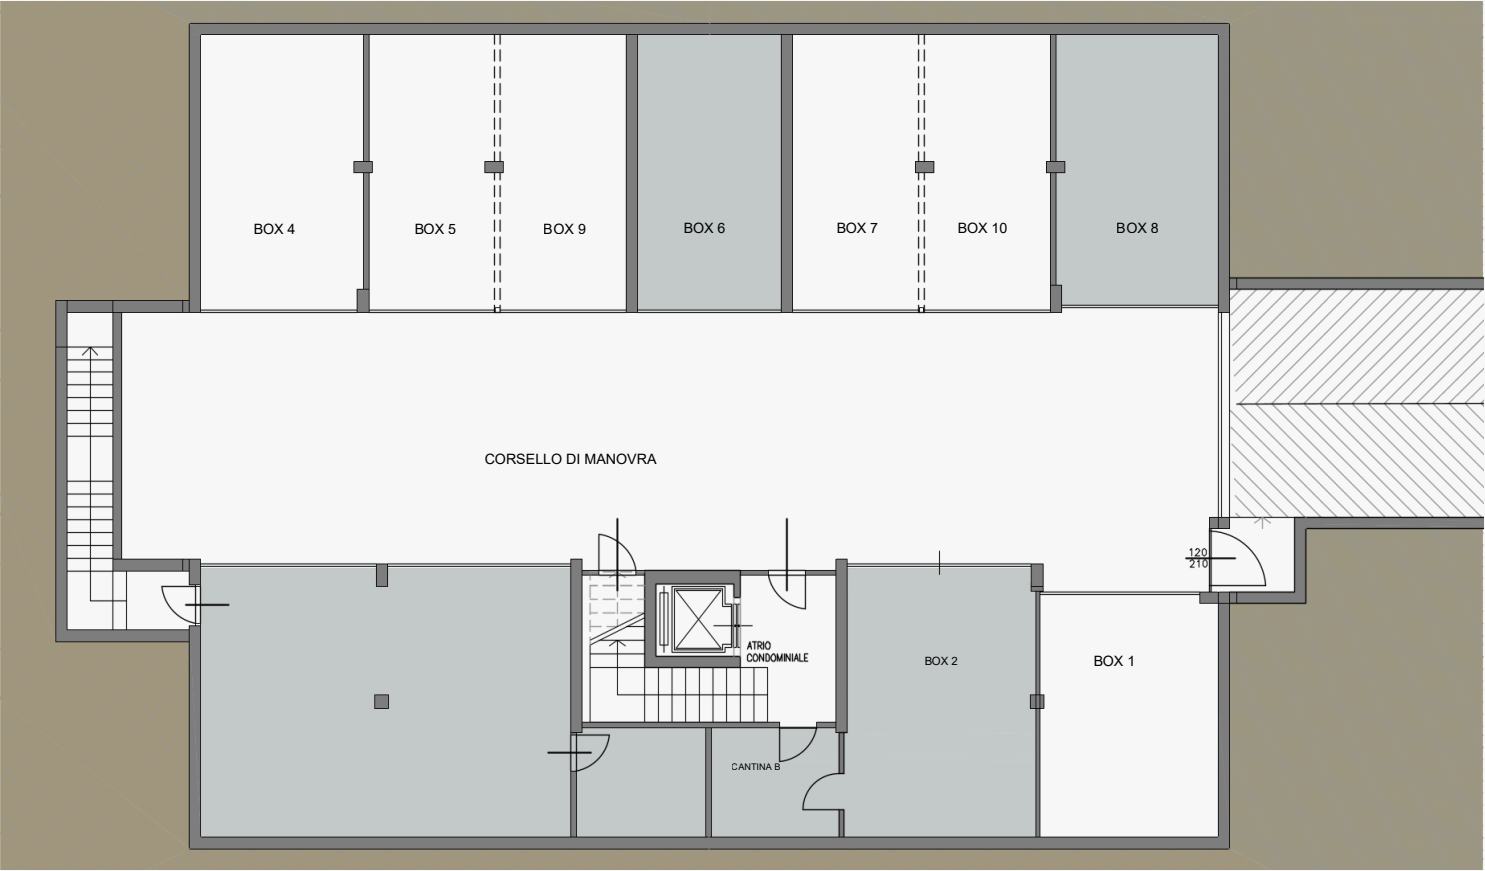 BOX 4
BOX 5
BOX 9
BOX 6
BOX 7
BOX 10
BOX 8
CORSELLO DI MANOVRA
120
210
ATRIO
CONDOMINIALE
BOX 2
BOX 1
CANTINA B